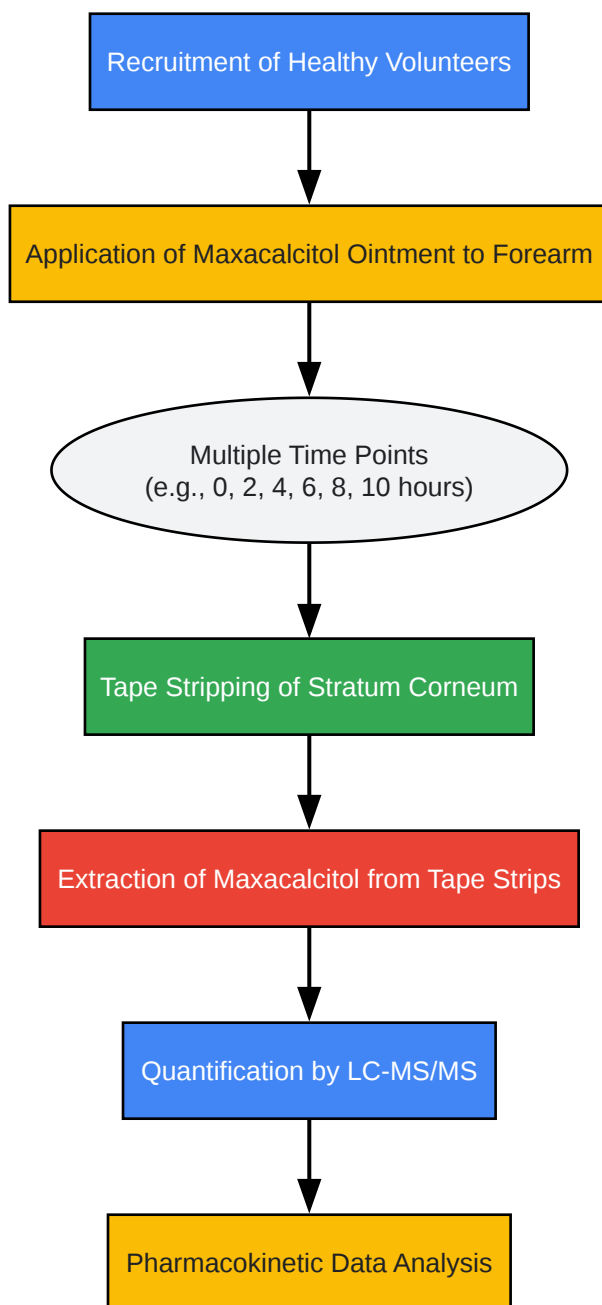 Recruitment of Healthy Volunteers
Application of Maxacalcitol Ointment to Forearm
Multiple Time Points
(e.g., 0, 2, 4, 6, 8, 10 hours)
Tape Stripping of Stratum Corneum
Extraction of Maxacalcitol from Tape Strips
Quantification by LC-MS/MS
Pharmacokinetic Data Analysis